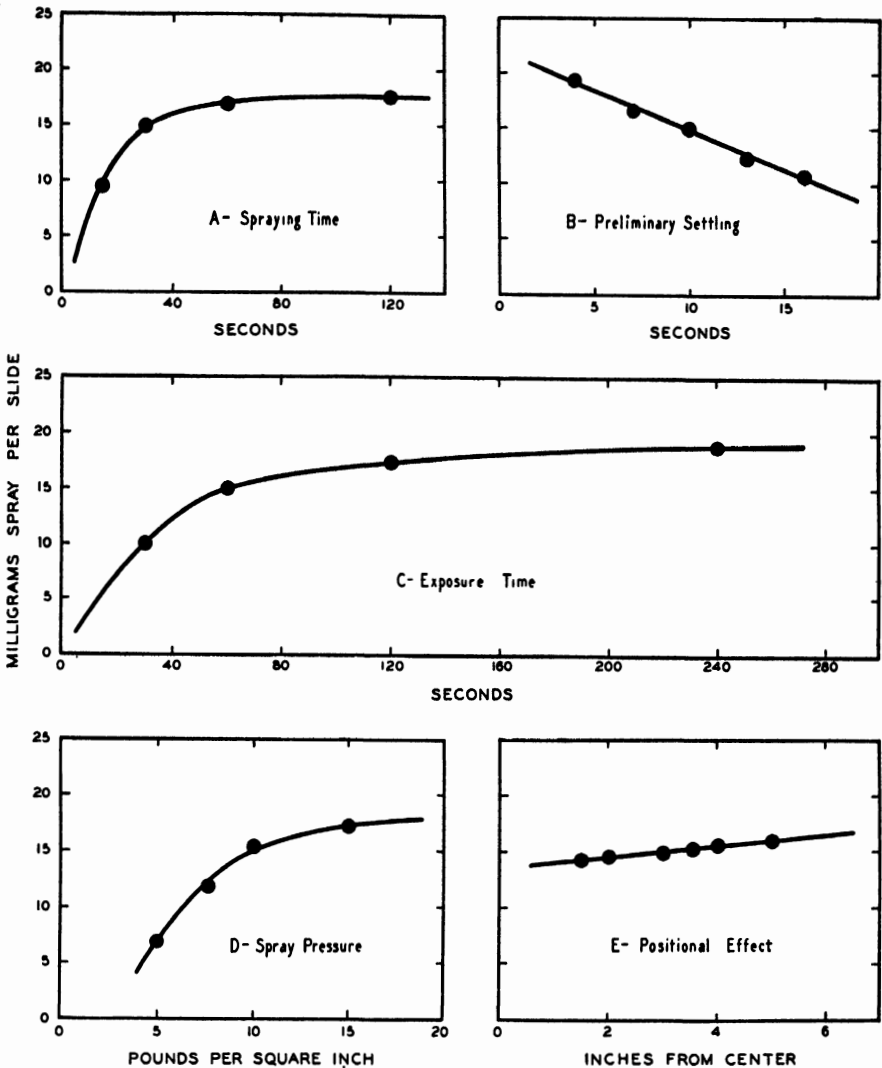 25
20
15
10
5
0
A- Spraying Time
0 40 80 120
SECONDS
B- Preliminary Settling
0 5 10 15
SECONDS
MILLIGRAMS SPRAY PER SLIDE
25
20
15
10
5
0
C- Exposure Time
0 40 80 120 160 200 240 280
SECONDS
25
20
15
10
5
0
D- Spray Pressure
0 5 10 15 20
POUNDS PER SQUARE INCH
E- Positional Effect
0 2 4 6
INCHES FROM CENTER